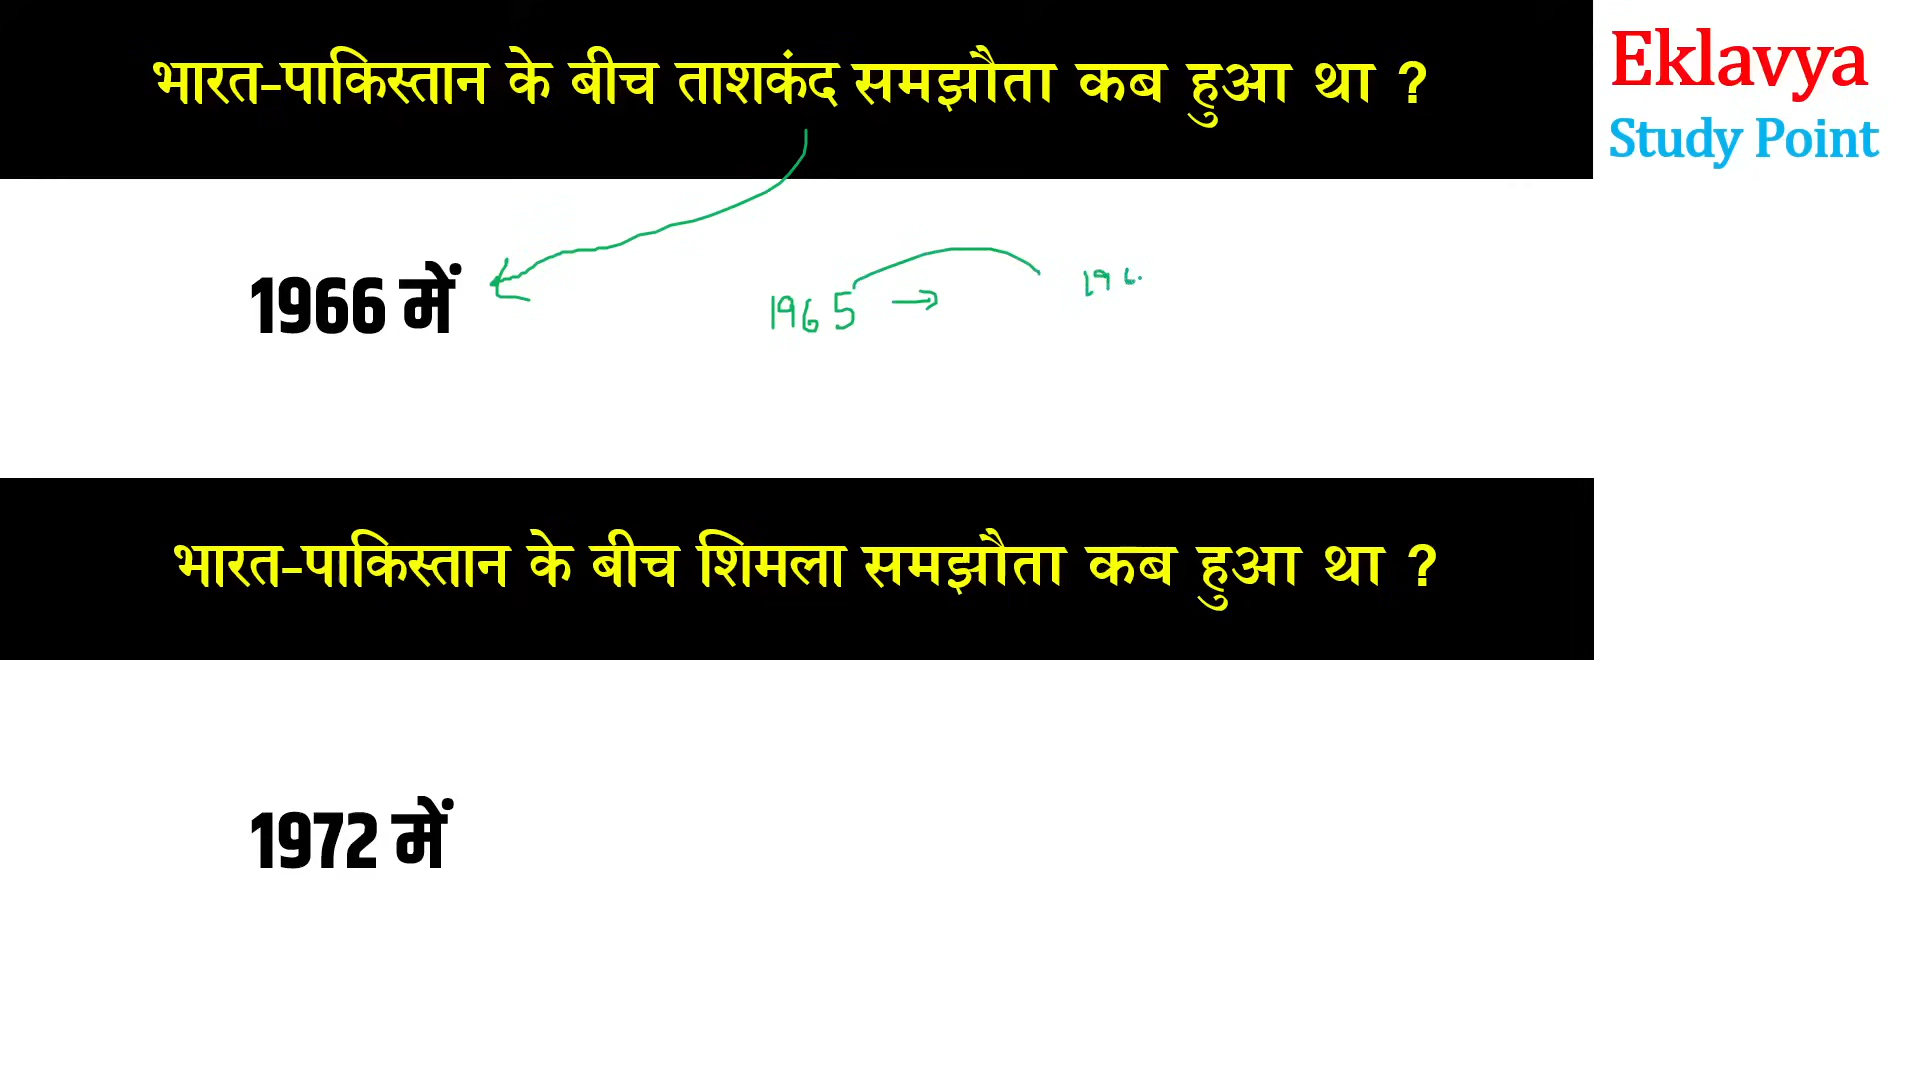 भारत-पाकिस्तान के बीच ताशकंद समझौता कब हुआ था ?
Eklavya
Study Point
1966 में
1965
भारत-पाकिस्तान के बीच शिमला समझौता कब हुआ था ?
1972 में